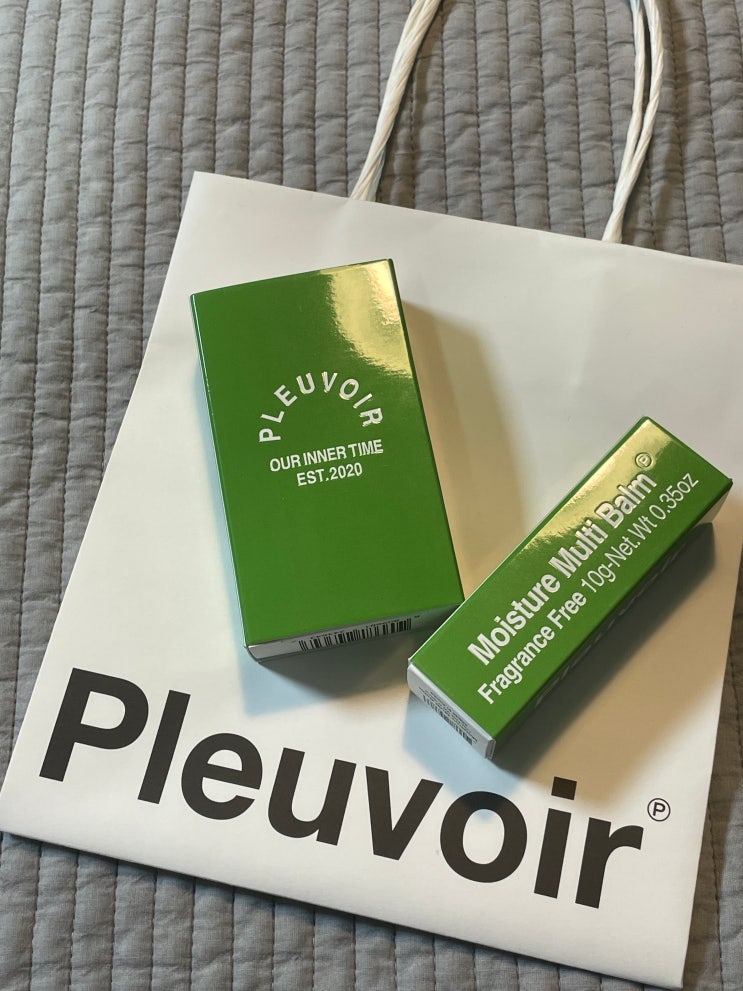 PLEUVOIR
OUR INNER TIME
EST.2020
Moisture Multi Balm Ⓟ
Fragrance Free 10g-Net.Wt 0.35oz
Pleuvoir Ⓟ